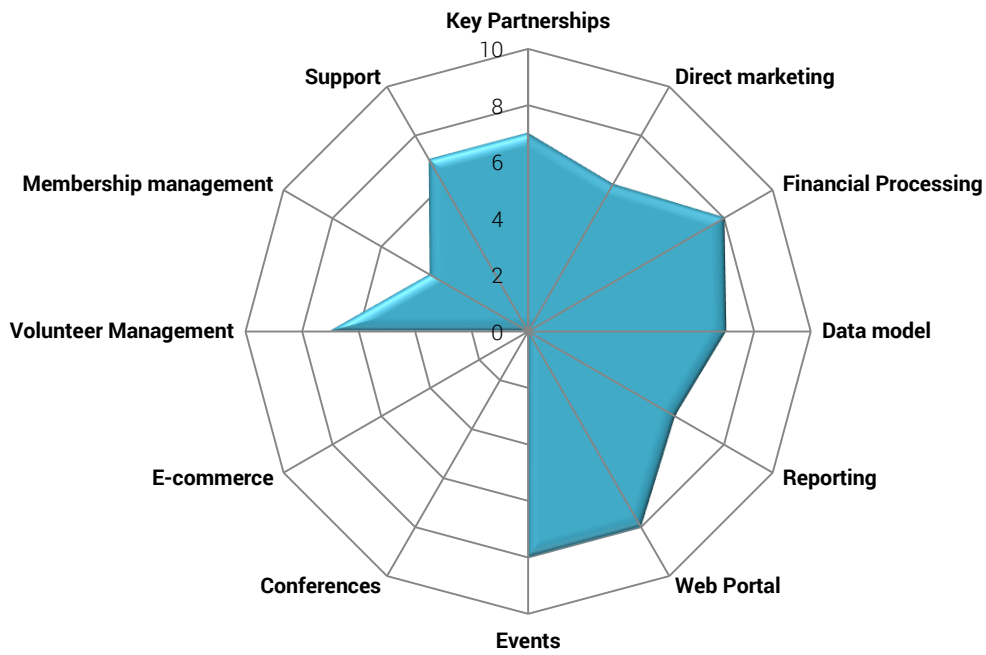 Key Partnerships
10
Support
Direct marketing
8
6
Membership management
Financial Processing
4
2
Volunteer Management
0
Data model
E-commerce
Reporting
Conferences
Web Portal
Events